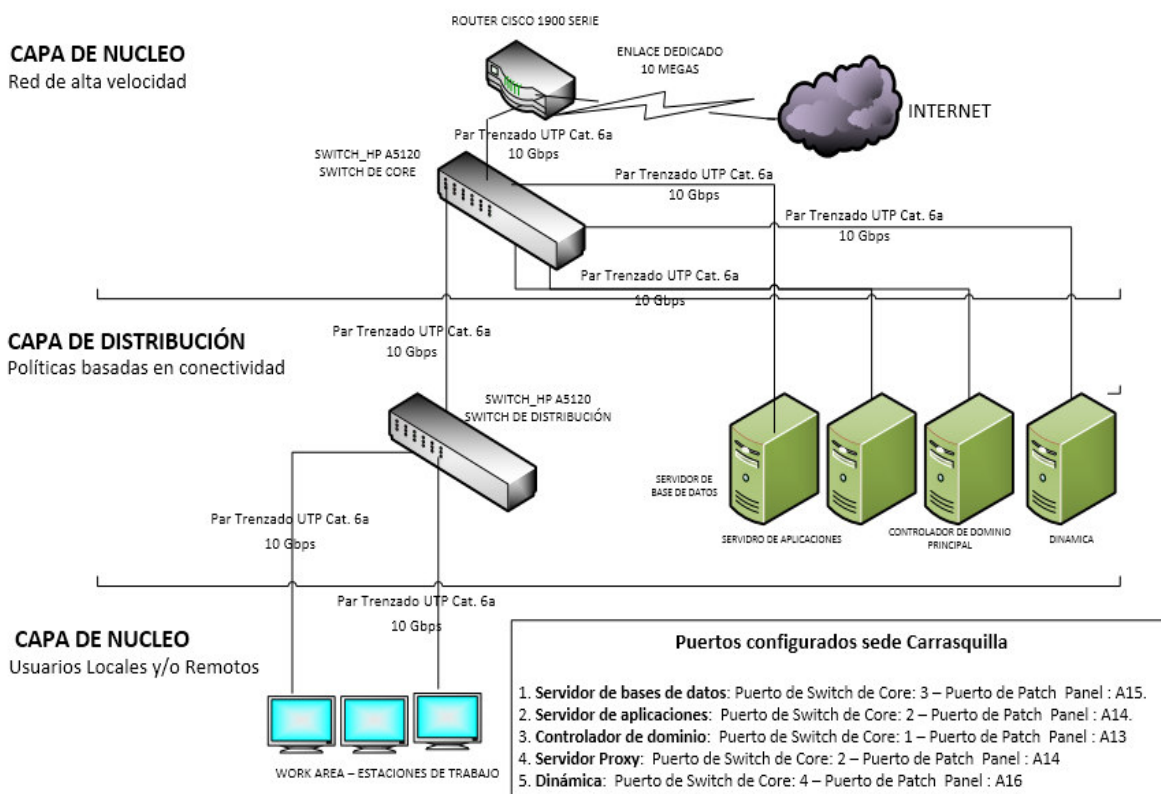 ROUTER CISCO 1900 SERIE
CAPA DE NUCLEO
Red de alta velocidad
ENLACE DEDICADO
10 MEGAS
INTERNET
Par Trenzado UTP Cat. 6a
10 Gbps
SWITCH_HP A5120
SWITCH DE CORE
Par Trenzado UTP Cat. 6a
10 Gbps
Par Trenzado UTP Cat. 6a
10 Gbps
Par Trenzado UTP Cat. 6a
10 Gbps
CAPA DE DISTRIBUCIÓN
Políticas basadas en conectividad
Par Trenzado UTP Cat. 6a
10 Gbps
SWITCH_HP A5120
SWITCH DE DISTRIBUCIÓN
SERVIDOR DE
BASE DE DATOS
SERVIDRO DE APLICACIONES
CONTROLADOR DE DOMINIO
PRINCIPAL
DINAMICA
Par Trenzado UTP Cat. 6a
10 Gbps
Par Trenzado UTP Cat. 6a
10 Gbps
CAPA DE NUCLEO
Usuarios Locales y/o Remotos
WORK AREA – ESTACIONES DE TRABAJO
Puertos configurados sede Carrasquilla
1. Servidor de bases de datos: Puerto de Switch de Core: 3 – Puerto de Patch Panel : A15.
2. Servidor de aplicaciones: Puerto de Switch de Core: 2 – Puerto de Patch Panel : A14.
3. Controlador de dominio: Puerto de Switch de Core: 1 – Puerto de Patch Panel : A13
4. Servidor Proxy: Puerto de Switch de Core: 2 – Puerto de Patch Panel : A14
5. Dinámica: Puerto de Switch de Core: 4 – Puerto de Patch Panel : A16